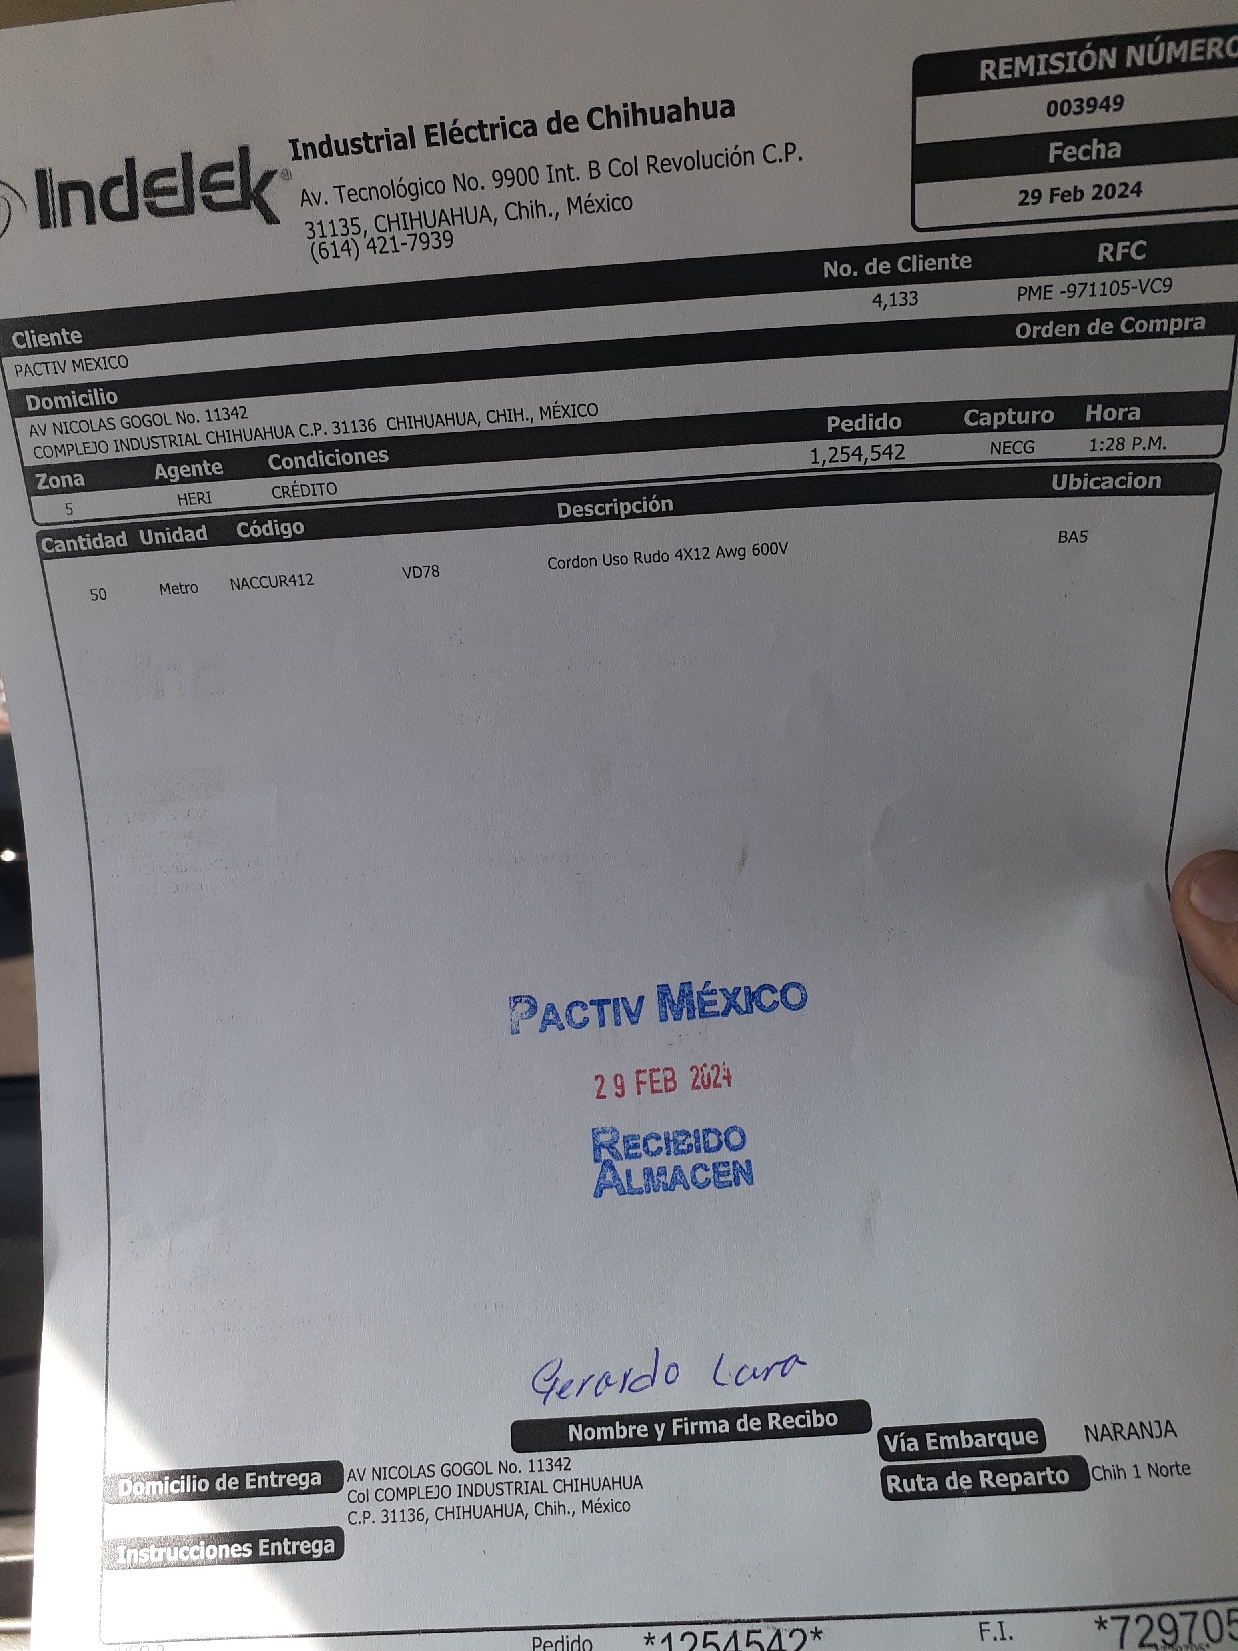 REMISIÓN NÚMERO
003949
Fecha
29 Feb 2024
Indelek®
Industrial Eléctrica de Chihuahua
Av. Tecnológico No. 9900 Int. B Col Revolución C.P.
31135, CHIHUAHUA, Chih., México
(614) 421-7939
Cliente No. de Cliente RFC
PACTIV MEXICO 4,133 PME -971105-VC9
Domicilio Orden de Compra
AV NICOLAS GOGOL No. 11342
COMPLEJO INDUSTRIAL CHIHUAHUA C.P. 31136 CHIHUAHUA, CHIH., MÉXICO
Zona Agente Condiciones Pedido Capturo Hora
5 HERI CRÉDITO 1,254,542 NECG 1:28 P.M.
Cantidad Unidad Código Descripción Ubicacion
50 Metro NACCUR412 VD78 Cordon Uso Rudo 4X12 Awg 600V BA5
PACTIV MÉXICO
29 FEB 2024
RECIBIDO
ALMACEN
Gerardo Lara
Nombre y Firma de Recibo
Vía Embarque NARANJA
Ruta de Reparto Chih 1 Norte
Domicilio de Entrega AV NICOLAS GOGOL No. 11342
Col COMPLEJO INDUSTRIAL CHIHUAHUA
C.P. 31136, CHIHUAHUA, Chih., México
Instrucciones Entrega
Pedido *1254542* F.I. *729705